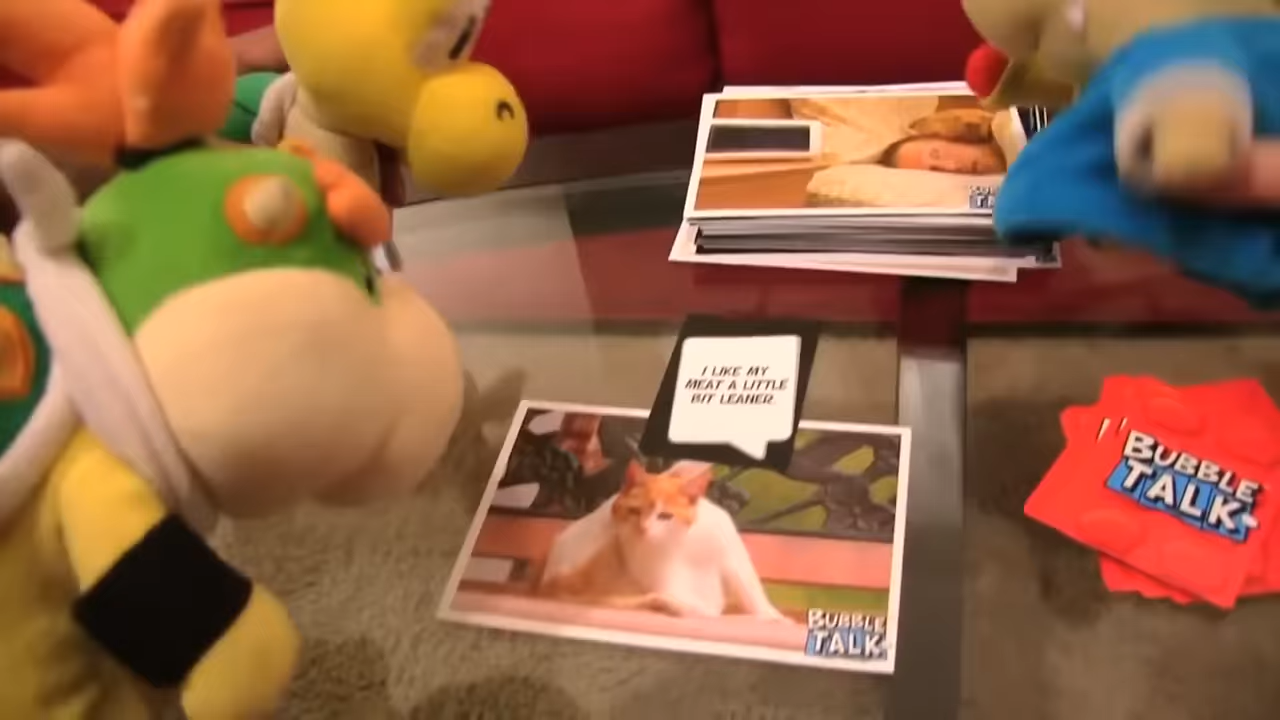 I LIKE MY
MEAT A LITTLE
BIT LEANER.
BUBBLE
TALK
BUBBLE
TALK